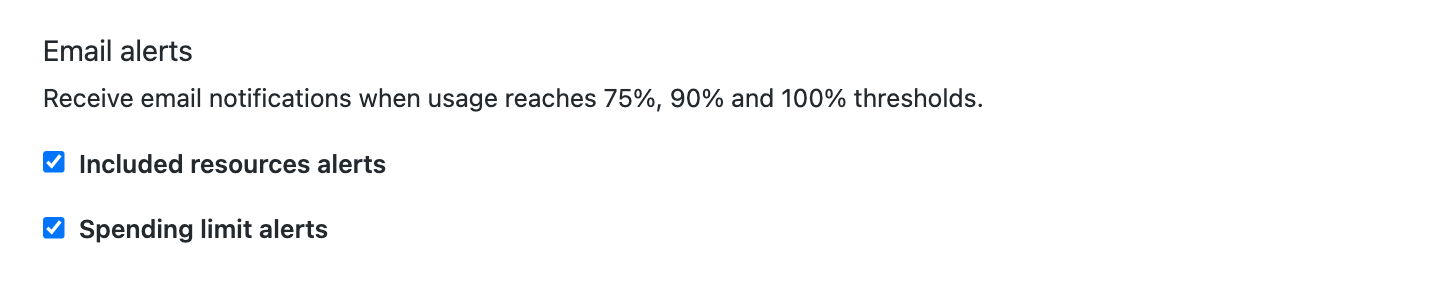 Email alerts
Receive email notifications when usage reaches 75%, 90% and 100% thresholds.
Included resources alerts
Spending limit alerts